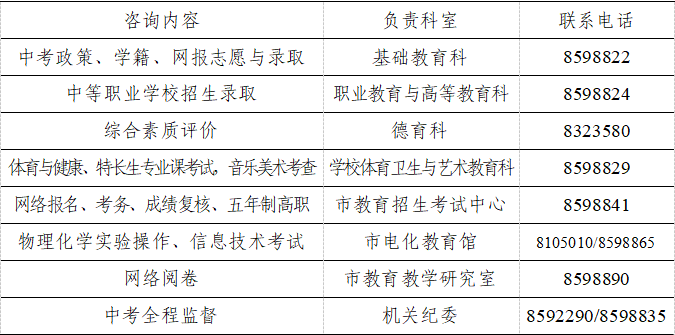 咨询内容 负责科室 联系电话
中考政策、学籍、网报志愿与录取 基础教育科 8598822
中等职业学校招生录取 职业教育与高等教育科 8598824
综合素质评价 德育科 8323580
体育与健康、特长生专业课考试，音乐美术考查 学校体育卫生与艺术教育科 8598829
网络报名、考务、成绩复核、五年制高职 市教育招生考试中心 8598841
物理化学实验操作、信息技术考试 市电化教育馆 8105010/8598865
网络阅卷 市教育教学研究室 8598890
中考全程监督 机关纪委 8592290/8598835